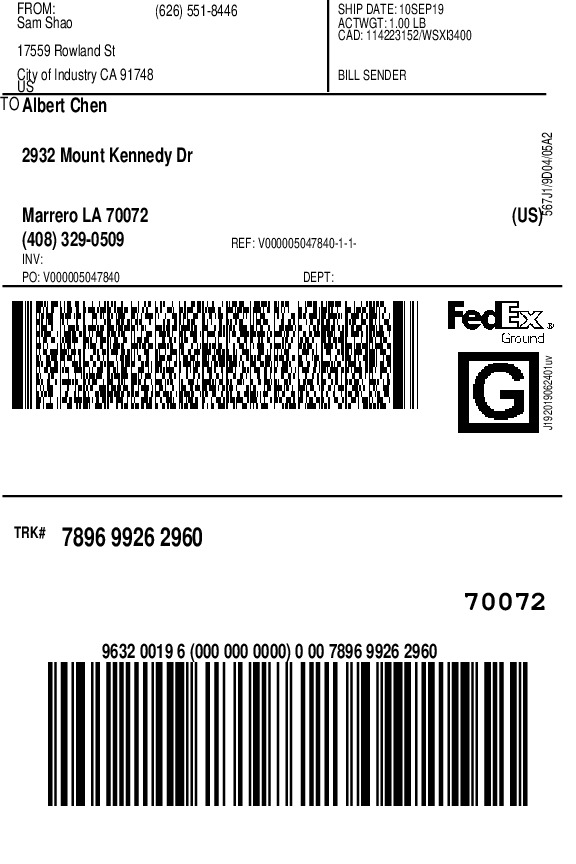 FROM: (626) 551-8446
Sam Shao
17559 Rowland St
City of Industry CA 91748
US
SHIP DATE: 10SEP19
ACTWGT: 1.00 LB
CAD: 114223152/WSXI3400
BILL SENDER
TO Albert Chen
2932 Mount Kennedy Dr
Marrero LA 70072 (US)
(408) 329-0509 REF: V000005047840-1-1-
INV:
PO: V000005047840 DEPT:
567J1/9D04/05A2
FedEx ®
Ground
G
J192019062401uv
TRK# 7896 9926 2960
70072
9632 0019 6 (000 000 0000) 0 00 7896 9926 2960